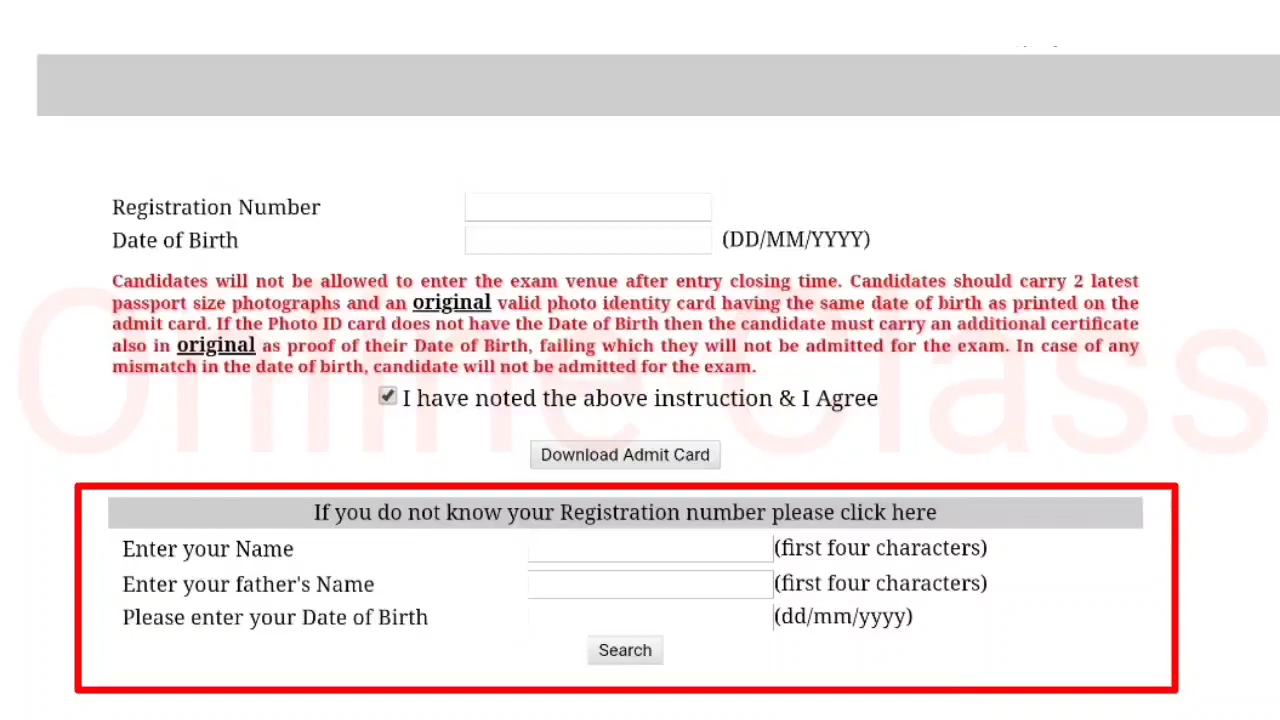 Registration Number
Date of Birth (DD/MM/YYYY)
Candidates will not be allowed to enter the exam venue after entry closing time. Candidates should carry 2 latest
passport size photographs and an original valid photo identity card having the same date of birth as printed on the
admit card. If the Photo ID card does not have the Date of Birth then the candidate must carry an additional certificate
also in original as proof of their Date of Birth, failing which they will not be admitted for the exam. In case of any
mismatch in the date of birth, candidate will not be admitted for the exam.
I have noted the above instruction & I Agree
Online Class
Download Admit Card
If you do not know your Registration number please click here
Enter your Name (first four characters)
Enter your father's Name (first four characters)
Please enter your Date of Birth (dd/mm/yyyy)
Search